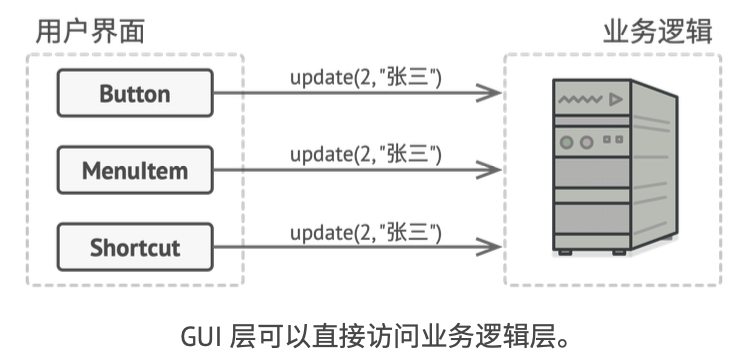 用户界面
业务逻辑
Button
update(2,"张三")
MenuItem
update(2,"张三")
Shortcut
update(2,"张三")
GUI 层可以直接访问业务逻辑层。